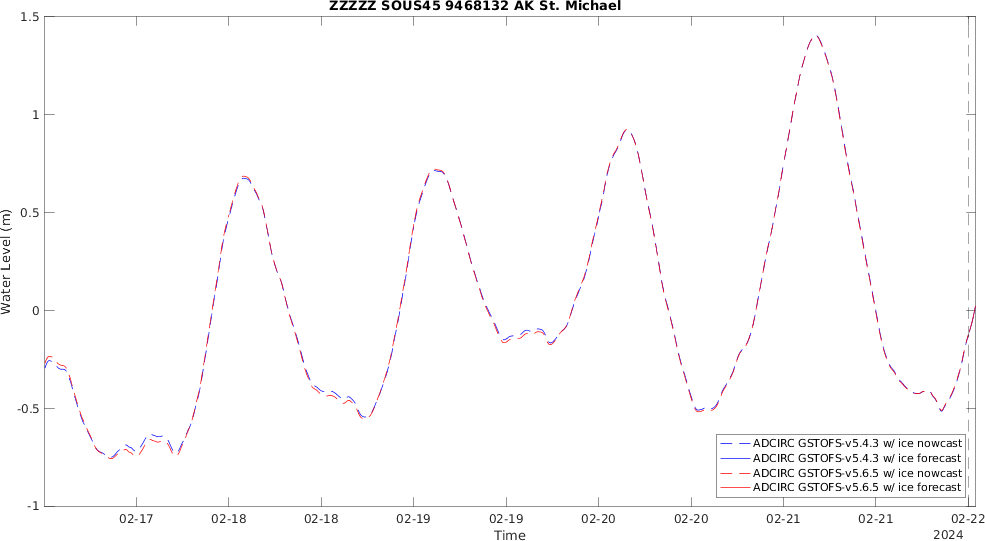 ZZZZZ SOUS45 9468132 AK St. Michael
1.5
1
0.5
0
-0.5
-1
Water Level (m)
ADCIRC GSTOFS-v5.4.3 w/ ice nowcast
ADCIRC GSTOFS-v5.4.3 w/ ice forecast
ADCIRC GSTOFS-v5.6.5 w/ ice nowcast
ADCIRC GSTOFS-v5.6.5 w/ ice forecast
02-17 02-18 02-18 02-19 02-19 02-20 02-20 02-21 02-21 02-22
Time
2024